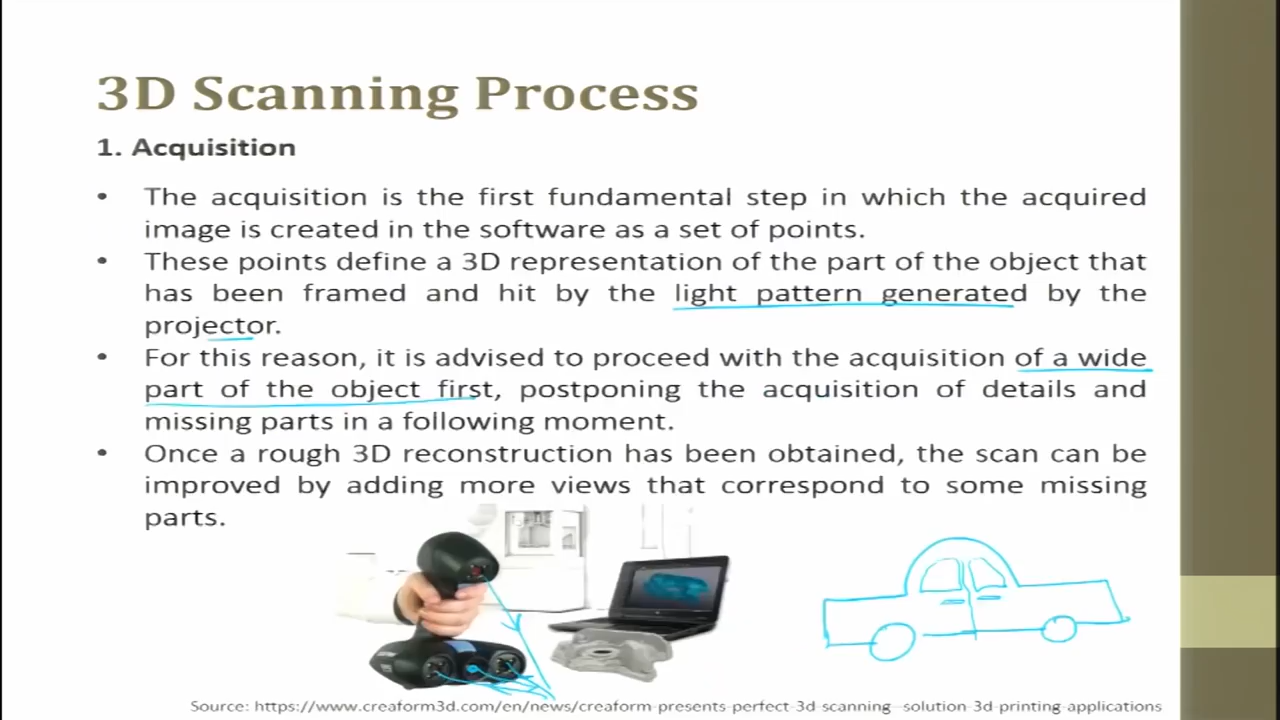 3D Scanning Process
1. Acquisition
• The acquisition is the first fundamental step in which the acquired
image is created in the software as a set of points.
• These points define a 3D representation of the part of the object that
has been framed and hit by the light pattern generated by the
projector.
• For this reason, it is advised to proceed with the acquisition of a wide
part of the object first, postponing the acquisition of details and
missing parts in a following moment.
• Once a rough 3D reconstruction has been obtained, the scan can be
improved by adding more views that correspond to some missing
parts.
Source: https://www.creaform3d.com/en/news/creaform-presents-perfect-3d-scanning-solution-3d-printing-applications